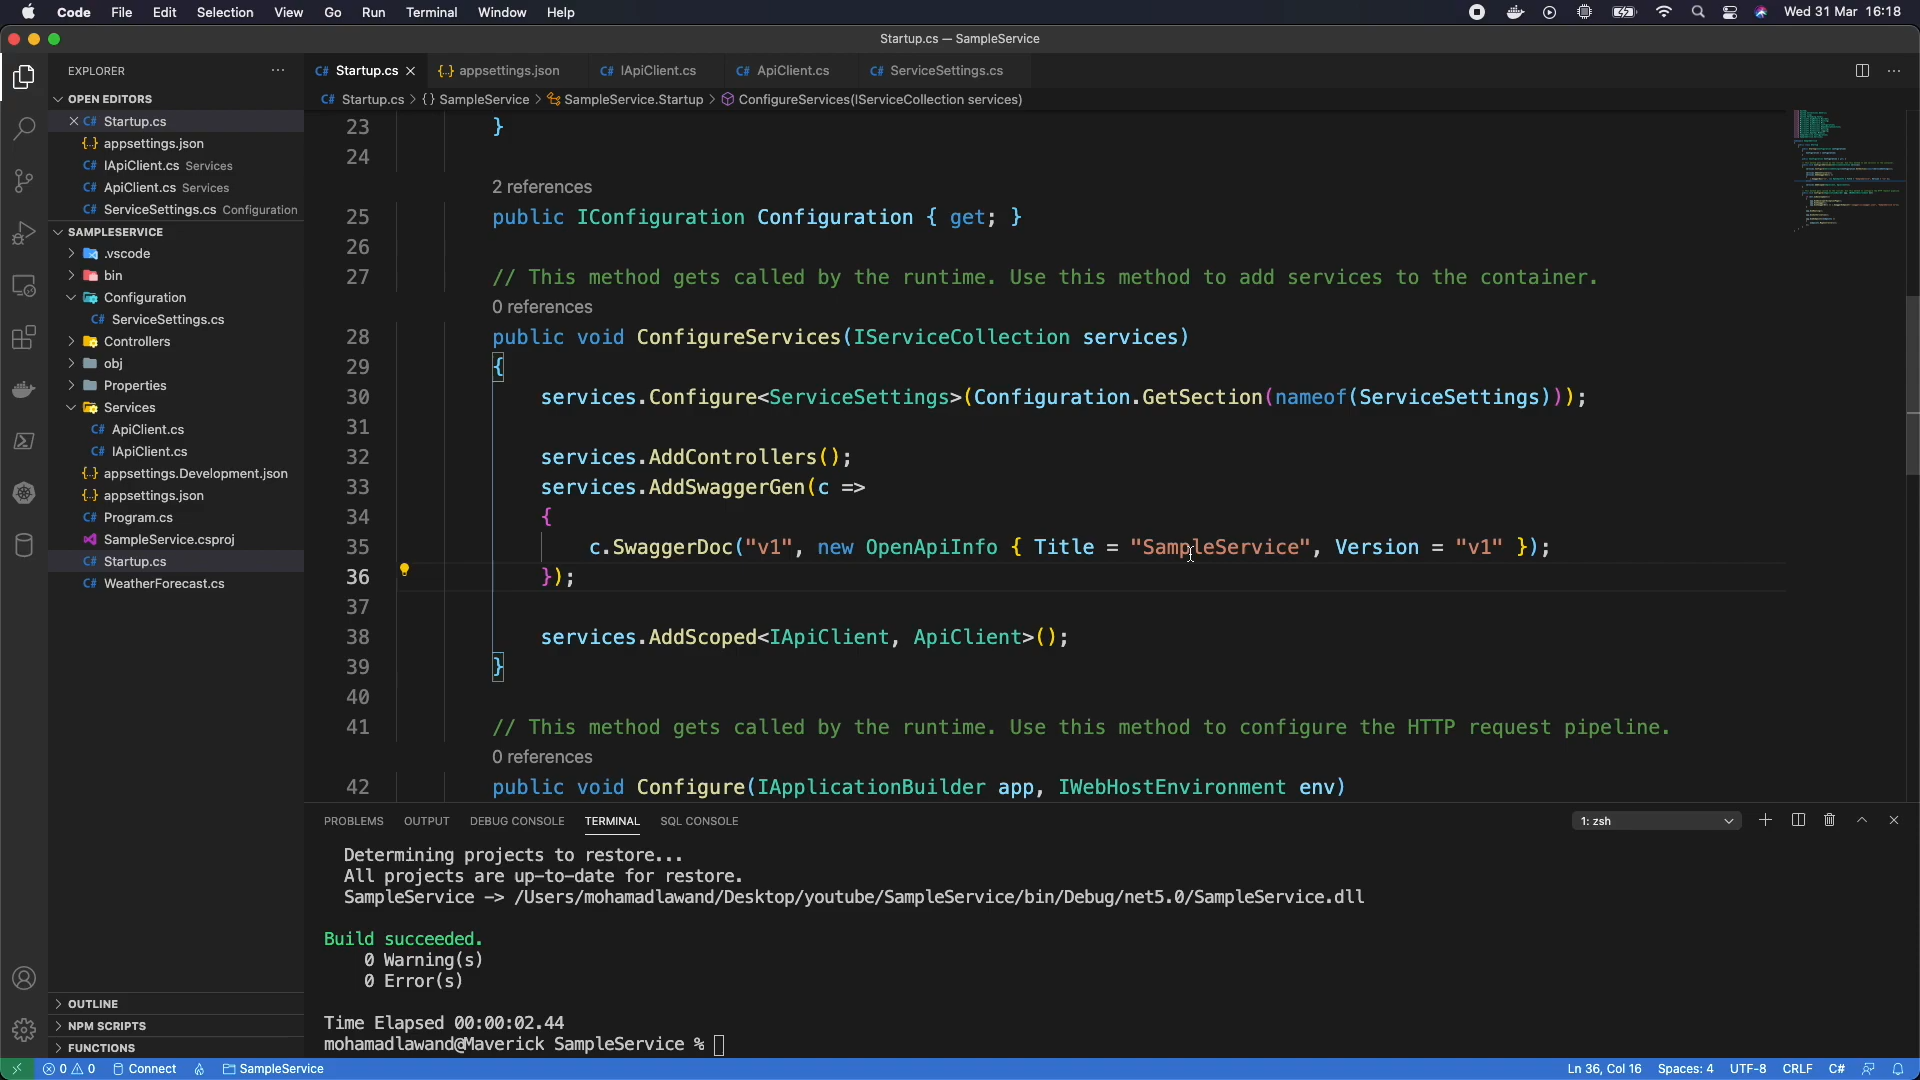 Code File Edit Selection View Go Run Terminal Window Help Wed 31 Mar 16:18
Startup.cs — SampleService
EXPLORER
Startup.cs appsettings.json IApiClient.cs ApiClient.cs ServiceSettings.cs
Startup.cs > {} SampleService > SampleService.Startup > ConfigureServices(IServiceCollection services)
OPEN EDITORS
C# Startup.cs
{..} appsettings.json
C# IApiClient.cs Services
C# ApiClient.cs Services
C# ServiceSettings.cs Configuration
SAMPLESERVICE
.vscode
bin
Configuration
C# ServiceSettings.cs
Controllers
obj
Properties
Services
C# ApiClient.cs
C# IApiClient.cs
{..} appsettings.Development.json
{..} appsettings.json
C# Program.cs
SampleService.csproj
C# Startup.cs
C# WeatherForecast.cs
OUTLINE
NPM SCRIPTS
FUNCTIONS
23 }
24
2 references
25 public IConfiguration Configuration { get; }
26
27 // This method gets called by the runtime. Use this method to add services to the container.
0 references
28 public void ConfigureServices(IServiceCollection services)
29 {
30 services.Configure<ServiceSettings>(Configuration.GetSection(nameof(ServiceSettings)));
31
32 services.AddControllers();
33 services.AddSwaggerGen(c =>
34 {
35 c.SwaggerDoc("v1", new OpenApiInfo { Title = "SampleService", Version = "v1" });
36 });
37
38 services.AddScoped<IApiClient, ApiClient>();
39 }
40
41 // This method gets called by the runtime. Use this method to configure the HTTP request pipeline.
0 references
42 public void Configure(IApplicationBuilder app, IWebHostEnvironment env)
PROBLEMS OUTPUT DEBUG CONSOLE TERMINAL SQL CONSOLE 1: zsh
Determining projects to restore...
All projects are up-to-date for restore.
SampleService -> /Users/mohamadlawand/Desktop/youtube/SampleService/bin/Debug/net5.0/SampleService.dll
Build succeeded.
0 Warning(s)
0 Error(s)
Time Elapsed 00:00:02.44
mohamadlawand@Maverick SampleService %
0 0 Connect SampleService Ln 36, Col 16 Spaces: 4 UTF-8 CRLF C#